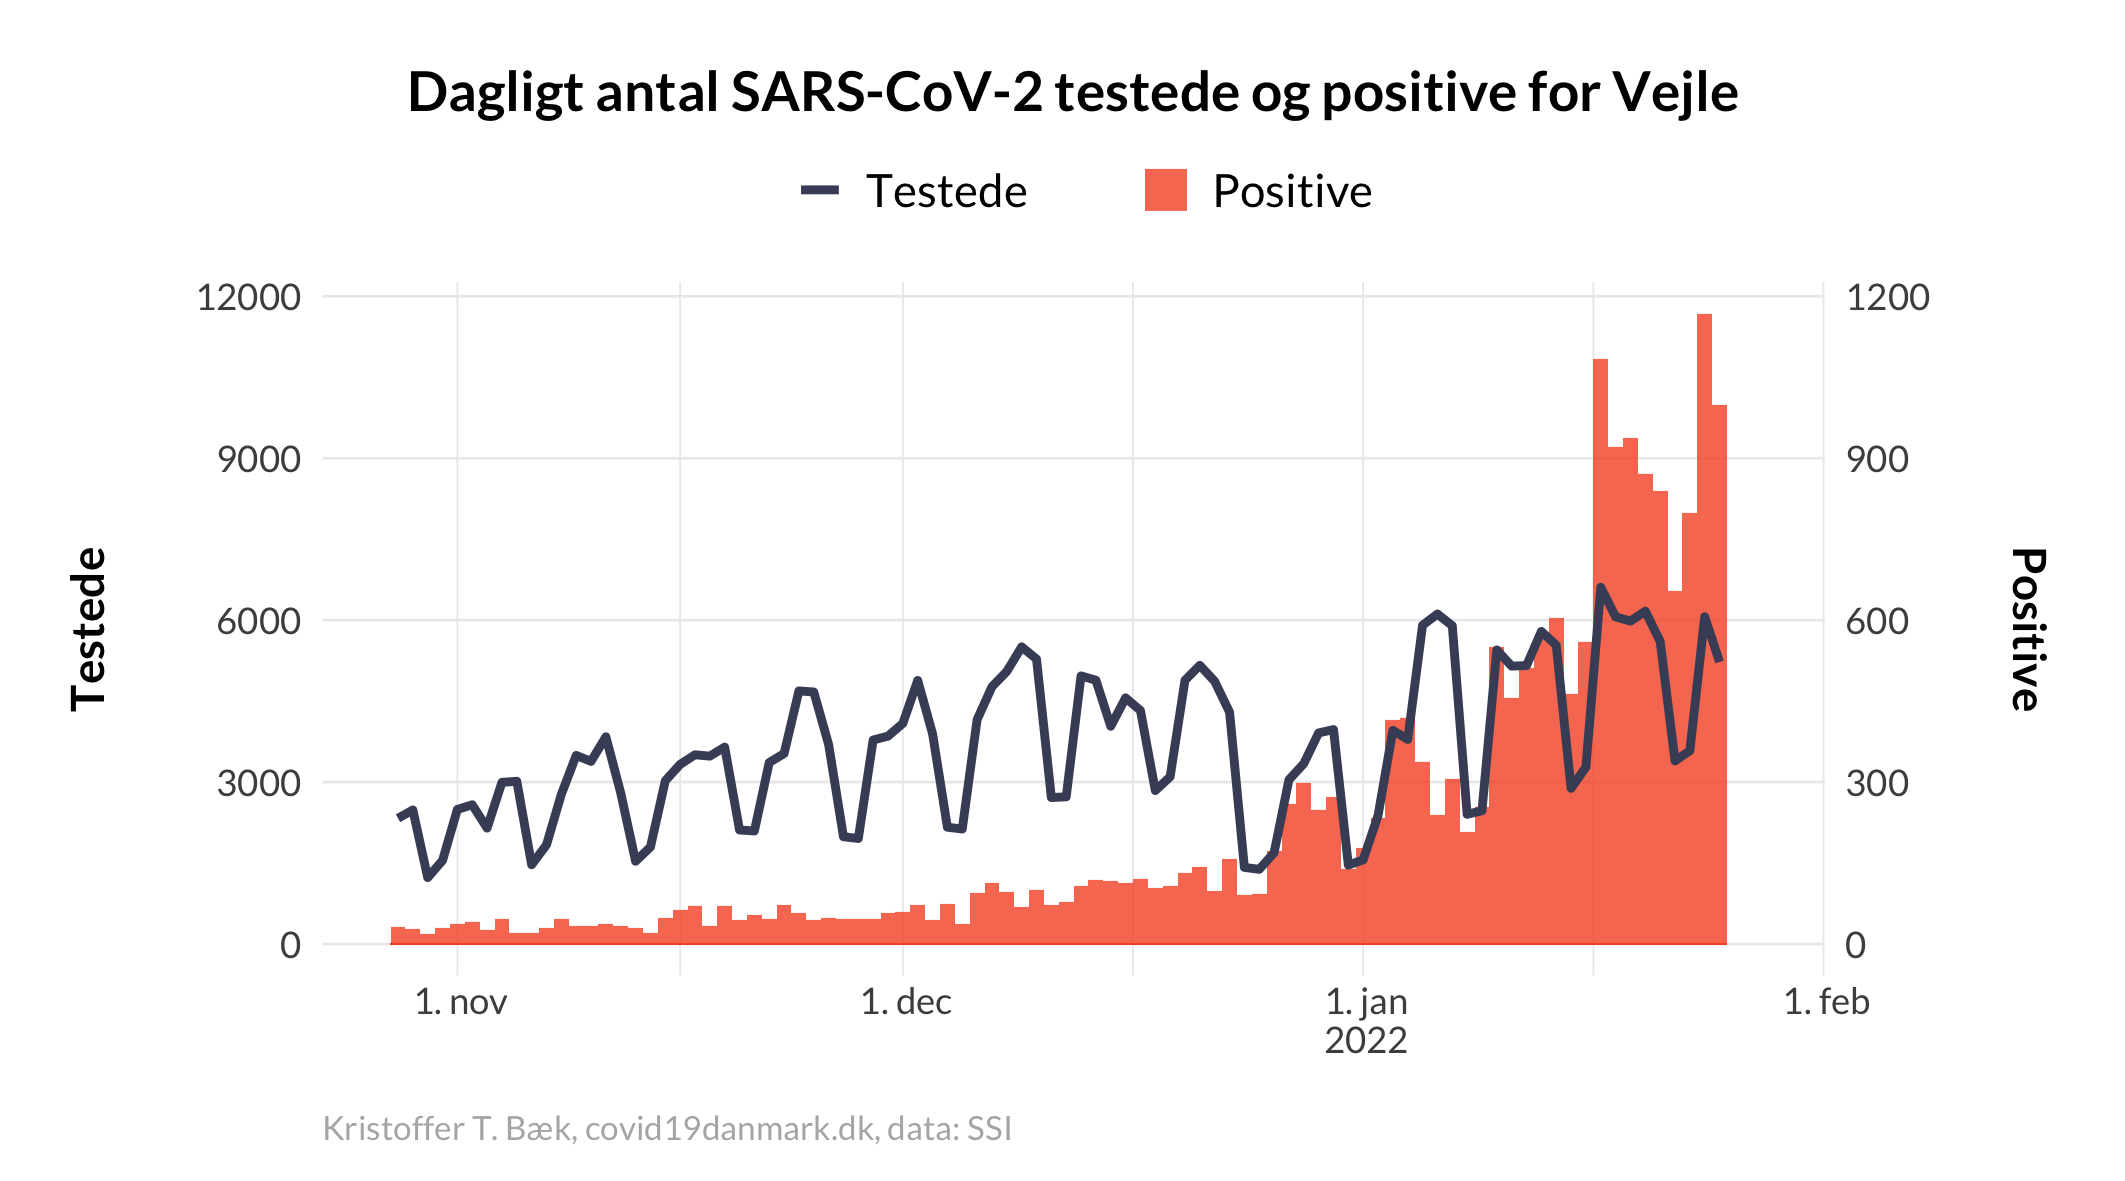 Dagligt antal SARS-CoV-2 testede og positive for Vejle
Testede
Positive
12000
9000
6000
3000
0
1200
900
600
300
0
Testede
Positive
1. nov
1. dec
1. jan
2022
1. feb
Kristoffer T. Bæk, covid19danmark.dk, data: SSI